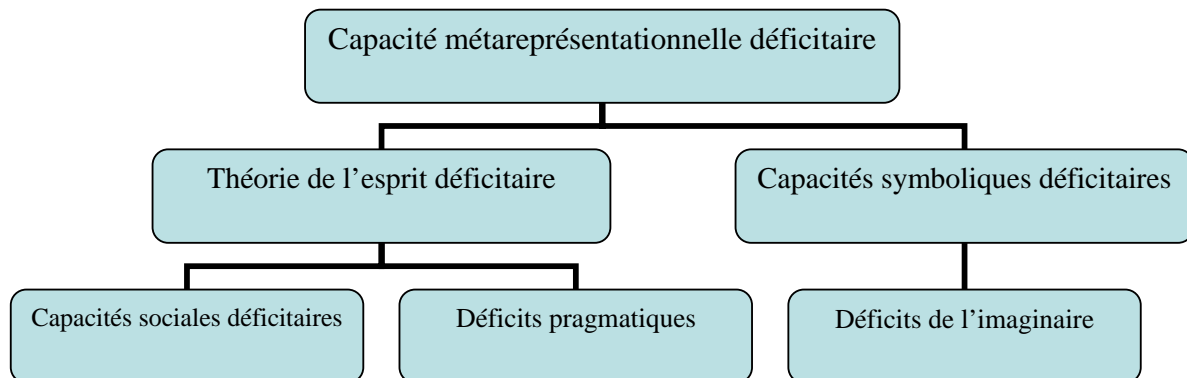 Capacité métareprésentationnelle déficitaire
Théorie de l’esprit déficitaire
Capacités symboliques déficitaires
Capacités sociales déficitaires
Déficits pragmatiques
Déficits de l’imaginaire